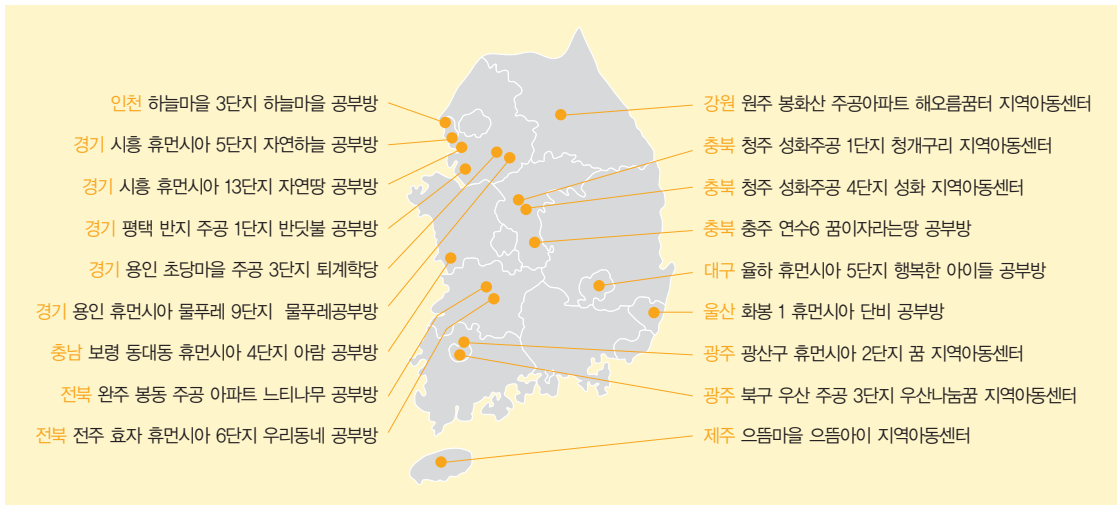 인천 하늘마을 3단지 하늘마을 공부방
경기 시흥 휴먼시아 5단지 자연하늘 공부방
경기 시흥 휴먼시아 13단지 자연땅 공부방
경기 평택 반지 주공 1단지 반딧불 공부방
경기 용인 초당마을 주공 3단지 퇴계학당
경기 용인 휴먼시아 물푸레 9단지 물푸레공부방
충남 보령 동대동 휴먼시아 4단지 아람 공부방
전북 완주 봉동 주공 아파트 느티나무 공부방
전북 전주 효자 휴먼시아 6단지 우리동네 공부방
강원 원주 봉화산 주공아파트 해오름꿈터 지역아동센터
충북 청주 성화주공 1단지 청개구리 지역아동센터
충북 청주 성화주공 4단지 성화 지역아동센터
충북 충주 연수6 꿈이자라는땅 공부방
대구 율하 휴먼시아 5단지 행복한 아이들 공부방
울산 화봉 1 휴먼시아 단비 공부방
광주 광산구 휴먼시아 2단지 꿈 지역아동센터
광주 북구 우산 주공 3단지 우산나눔꿈 지역아동센터
제주 으뜸마을 으뜸아이 지역아동센터